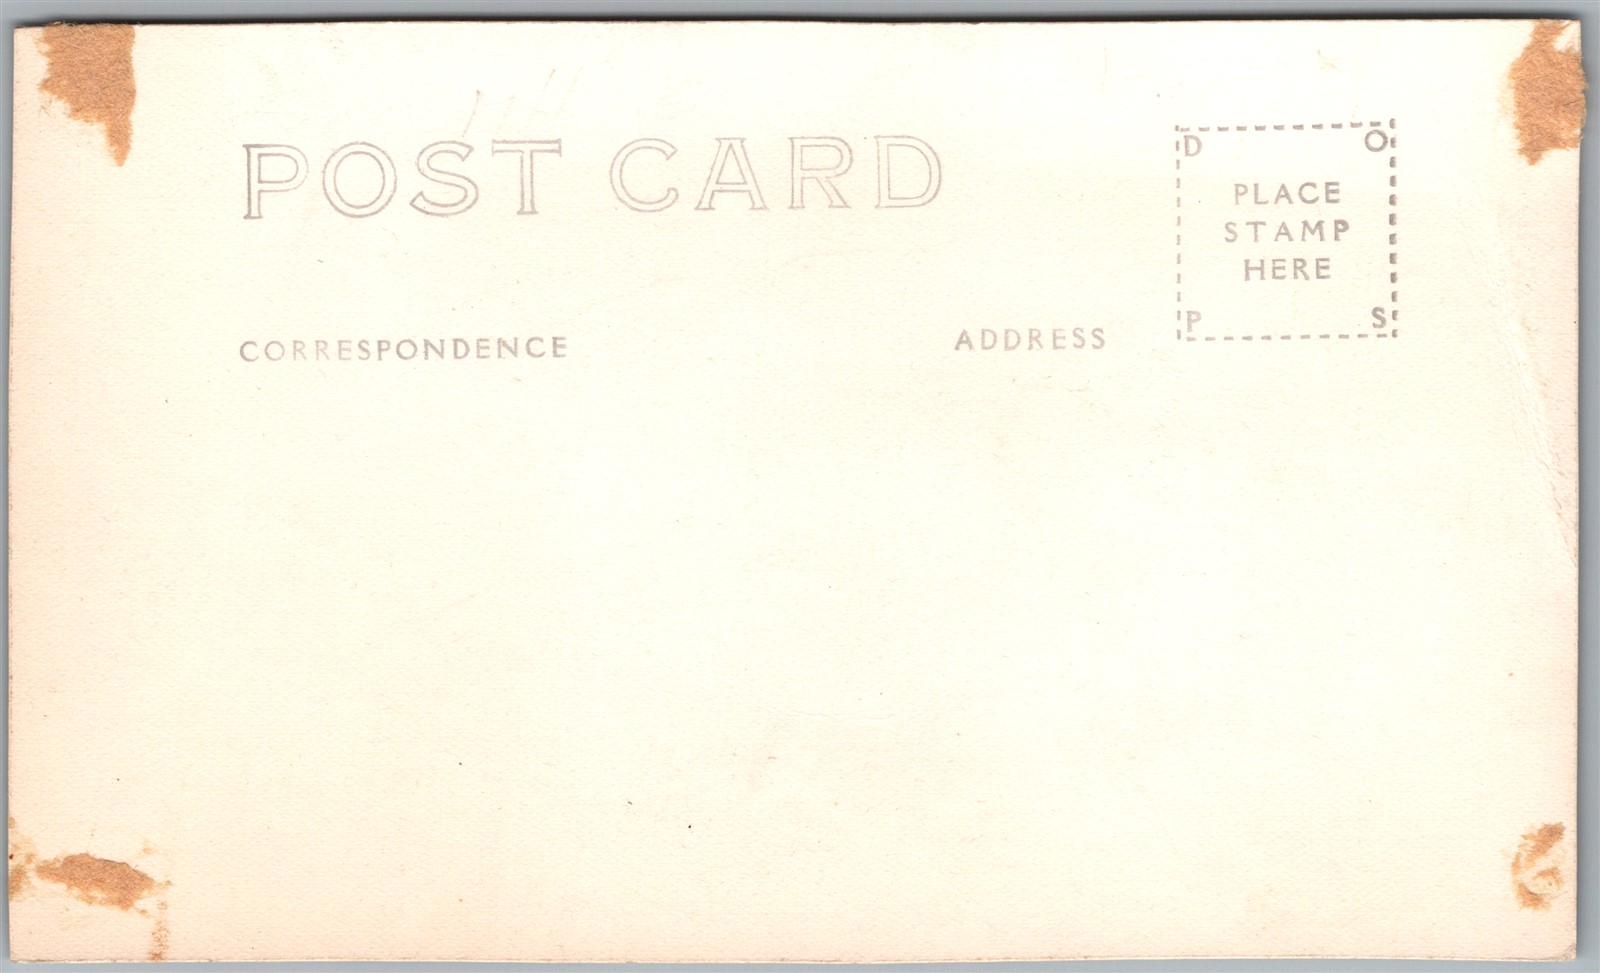 POST CARD
D O
PLACE
STAMP
HERE
P S
CORRESPONDENCE
ADDRESS